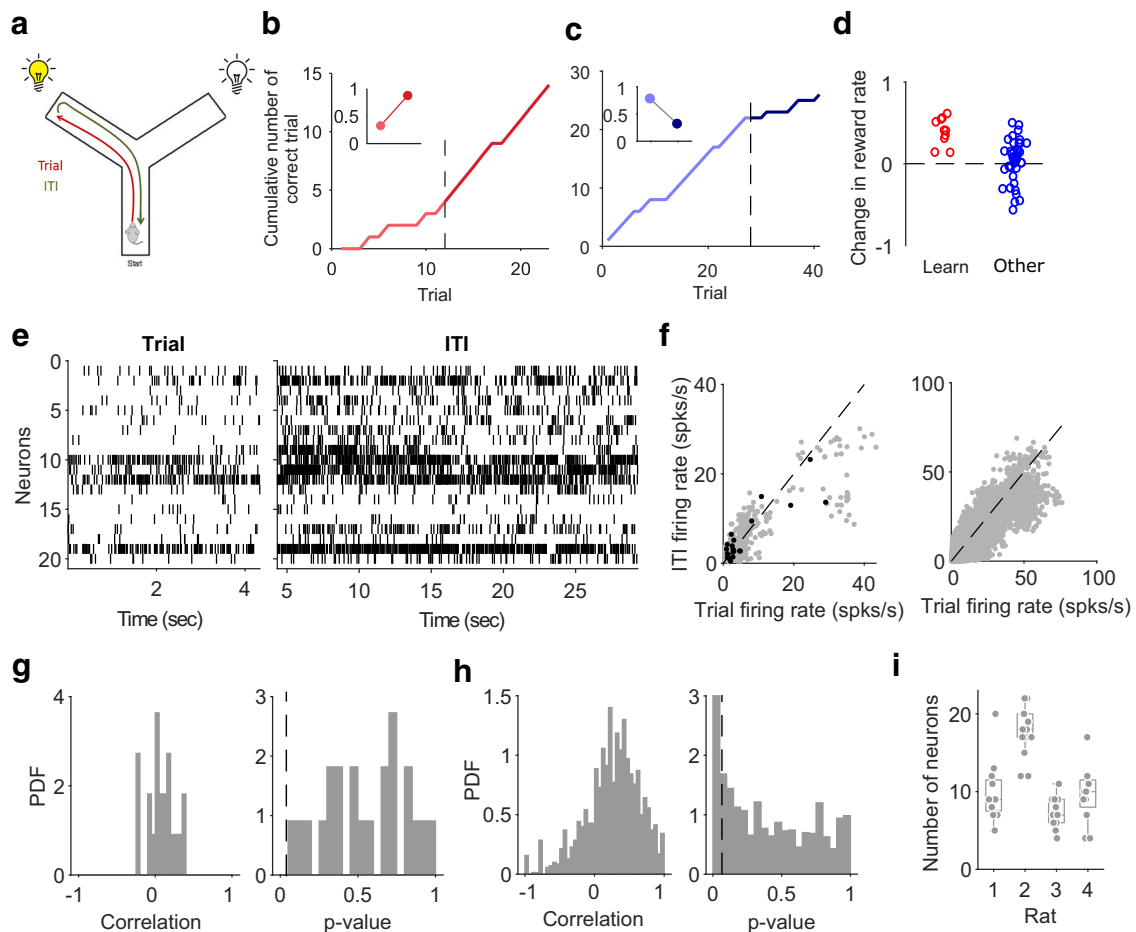 a
Trial
ITI
Start
b
Cumulative number of
correct trial
15
10
5
0
1
0.5
0
0
10
20
Trial
c
30
20
10
0
1
0.5
0
0
20
40
Trial
d
Change in reward rate
1
0
-1
Learn
Other
e
Trial
ITI
Neurons
0
5
10
15
20
2
4
Time (sec)
5
10
15
20
25
Time (sec)
f
ITI firing rate (spks/s)
40
20
0
0
20
40
Trial firing rate (spks/s)
100
50
0
0
50
100
Trial firing rate (spks/s)
g
PDF
4
2
0
-1
0
1
Correlation
3
2
1
0
0
0.5
1
p-value
h
PDF
1.5
1
0.5
0
-1
0
1
Correlation
3
2
1
0
0
0.5
1
p-value
i
Number of neurons
20
10
0
1
2
3
4
Rat